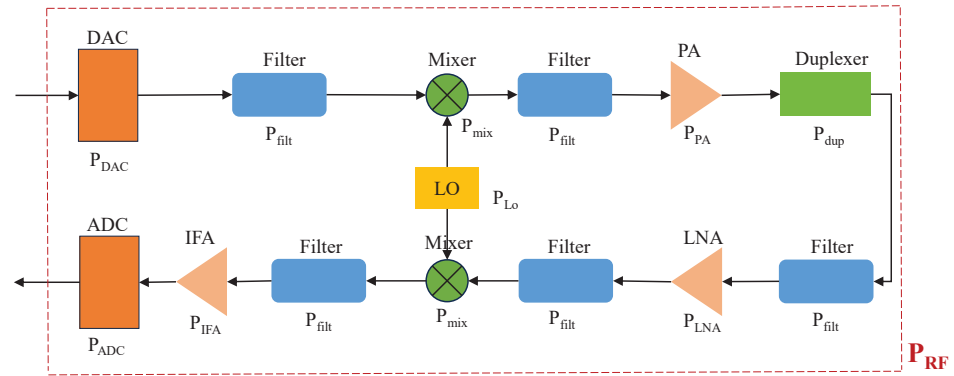 DAC
Filter
Mixer
Filter
PA
Duplexer
P_DAC
P_filt
P_mix
P_filt
P_PA
P_dup
LO
P_Lo
ADC
IFA
Filter
Mixer
Filter
LNA
Filter
P_ADC
P_IFA
P_filt
P_mix
P_filt
P_LNA
P_filt
P_RF